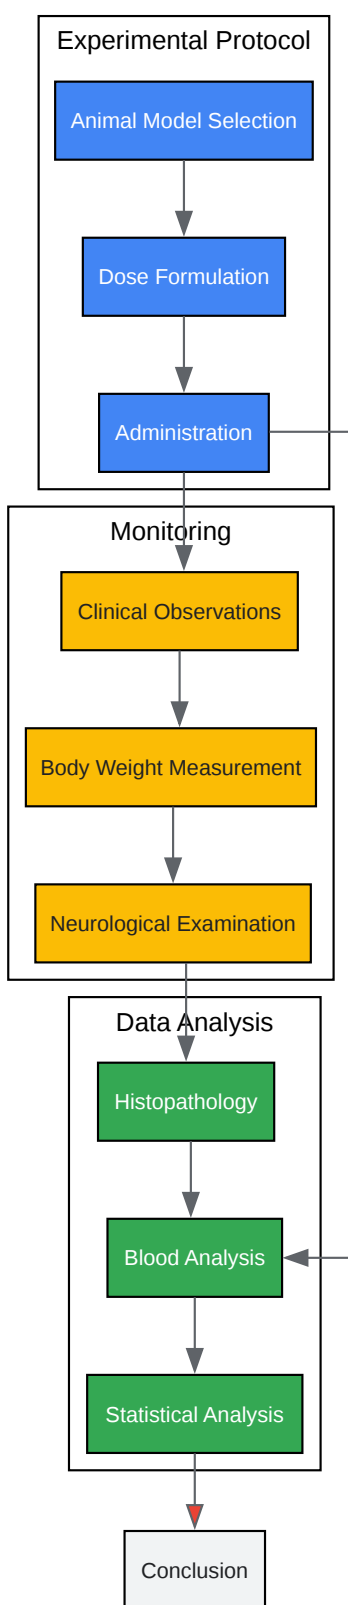 Experimental Protocol
Animal Model Selection
Dose Formulation
Administration
Monitoring
Clinical Observations
Body Weight Measurement
Neurological Examination
Data Analysis
Histopathology
Blood Analysis
Statistical Analysis
Conclusion